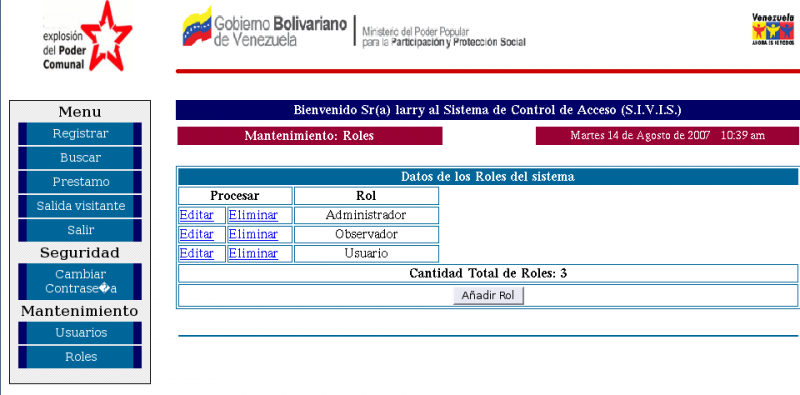 explosión
del Poder
Comunal
Gobierno Bolivariano
de Venezuela
Ministerio del Poder Popular
para la Participación y Protección Social
Venezuela
AHORA ES DE TODOS
Menu
Registrar
Buscar
Prestamo
Salida visitante
Salir
Seguridad
Cambiar
Contrase�a
Mantenimiento
Usuarios
Roles
Bienvenido Sr(a) larry al Sistema de Control de Acceso (S.I.V.I.S.)
Mantenimiento: Roles
Martes 14 de Agosto de 2007 10:39 am
Datos de los Roles del sistema
Procesar Rol
Editar Eliminar Administrador
Editar Eliminar Observador
Editar Eliminar Usuario
Cantidad Total de Roles: 3
Añadir Rol